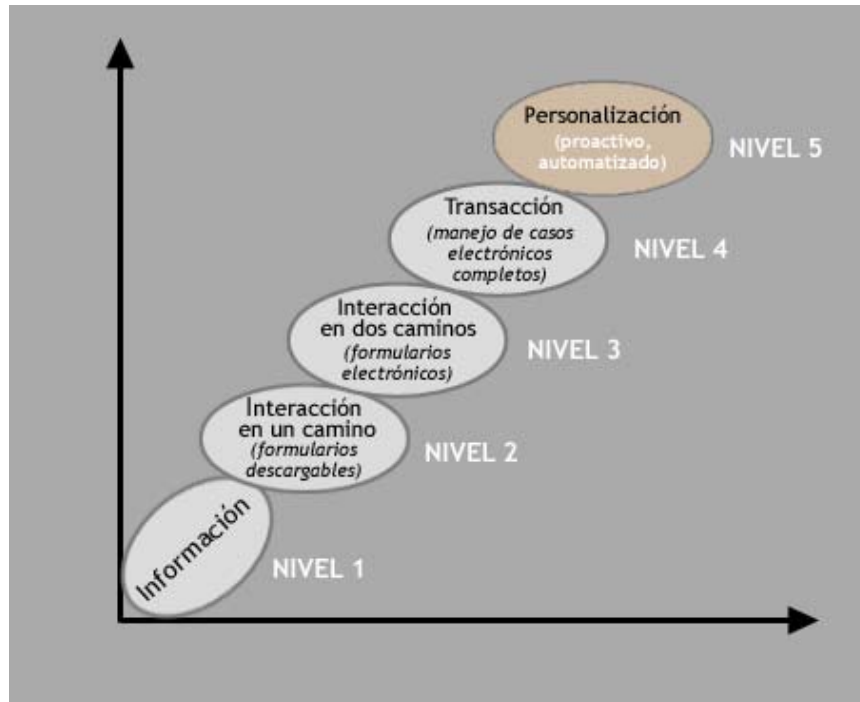 Personalización
(proactivo,
automatizado)
NIVEL 5
Transacción
(manejo de casos
electrónicos
completos)
NIVEL 4
Interacción
en dos caminos
(formularios
electrónicos)
NIVEL 3
Interacción
en un camino
(formularios
descargables)
NIVEL 2
Información
NIVEL 1